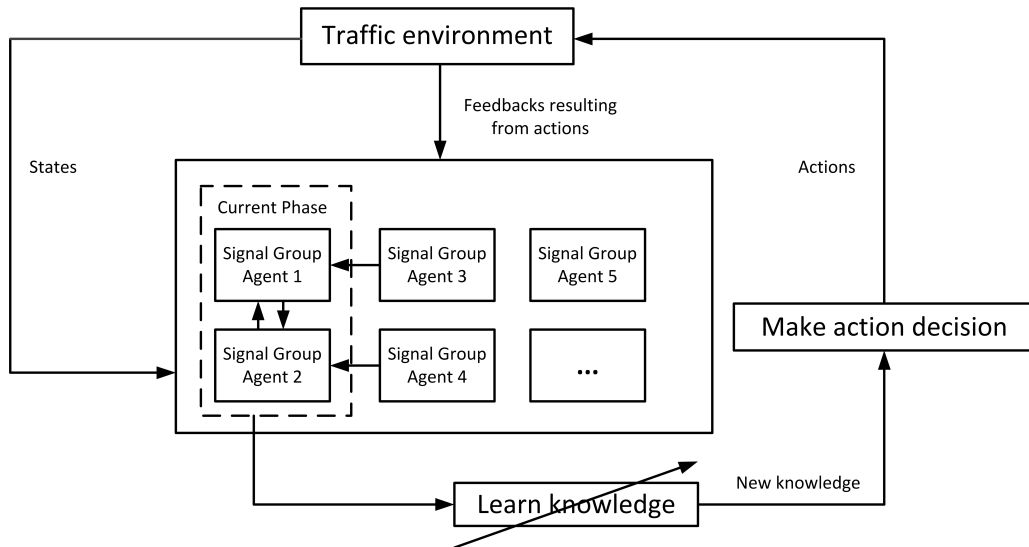 Traffic environment
Feedbacks resulting
from actions
States
Actions
Current Phase
Signal Group
Agent 1
Signal Group
Agent 3
Signal Group
Agent 5
Signal Group
Agent 2
Signal Group
Agent 4
...
Make action decision
Learn knowledge
New knowledge